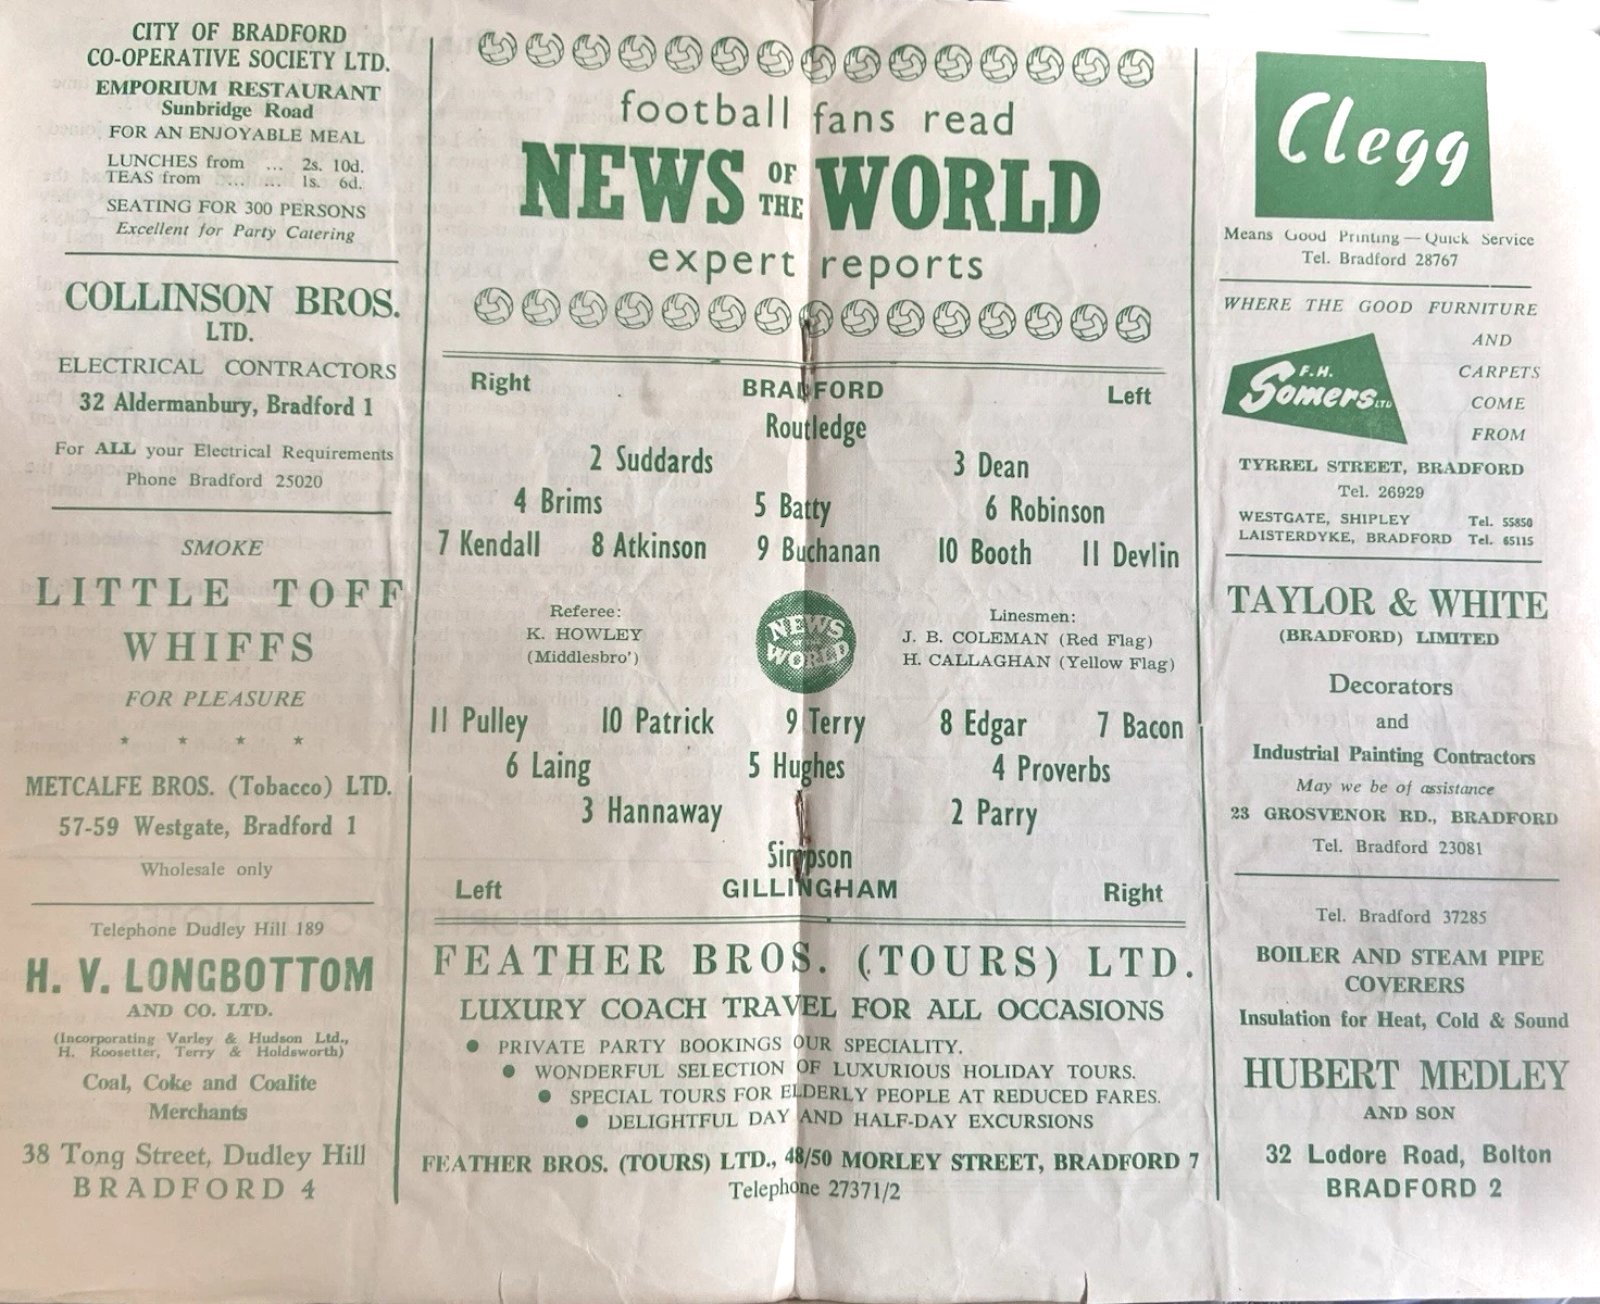 CITY OF BRADFORD
CO-OPERATIVE SOCIETY LTD.
EMPORIUM RESTAURANT
Sunbridge Road
FOR AN ENJOYABLE MEAL
LUNCHES from ... 2s. 10d.
TEAS from ... ... 1s. 6d.
SEATING FOR 300 PERSONS
Excellent for Party Catering
COLLINSON BROS.
LTD.
ELECTRICAL CONTRACTORS
32 Aldermanbury, Bradford 1
For ALL your Electrical Requirements
Phone Bradford 25020
SMOKE
LITTLE TOFF
WHIFFS
FOR PLEASURE
* * * *
METCALFE BROS. (Tobacco) LTD.
57-59 Westgate, Bradford 1
Wholesale only
Telephone Dudley Hill 189
H. V. LONGBOTTOM
AND CO. LTD.
(Incorporating Varley & Hudson Ltd.,
H. Roosetter, Terry & Holdsworth)
Coal, Coke and Coalite
Merchants
38 Tong Street, Dudley Hill
BRADFORD 4
football fans read
NEWS OF THE WORLD
expert reports
Right BRADFORD Left
Routledge
2 Suddards 3 Dean
4 Brims 5 Batty 6 Robinson
7 Kendall 8 Atkinson 9 Buchanan 10 Booth 11 Devlin
Referee:
K. HOWLEY
(Middlesbro')
NEWS
OF THE
WORLD
Linesmen:
J. B. COLEMAN (Red Flag)
H. CALLAGHAN (Yellow Flag)
11 Pulley 10 Patrick 9 Terry 8 Edgar 7 Bacon
6 Laing 5 Hughes 4 Proverbs
3 Hannaway 2 Parry
Simpson
Left GILLINGHAM Right
FEATHER BROS. (TOURS) LTD.
LUXURY COACH TRAVEL FOR ALL OCCASIONS
● PRIVATE PARTY BOOKINGS OUR SPECIALITY.
● WONDERFUL SELECTION OF LUXURIOUS HOLIDAY TOURS.
● SPECIAL TOURS FOR ELDERLY PEOPLE AT REDUCED FARES.
● DELIGHTFUL DAY AND HALF-DAY EXCURSIONS
FEATHER BROS. (TOURS) LTD., 48/50 MORLEY STREET, BRADFORD 7
Telephone 27371/2
Clegg
Means Good Printing — Quick Service
Tel. Bradford 28767
WHERE THE GOOD FURNITURE
AND
CARPETS
COME
FROM
F.H.
Somers LTD
TYRREL STREET, BRADFORD
Tel. 26929
WESTGATE, SHIPLEY Tel. 55850
LAISTERDYKE, BRADFORD Tel. 65115
TAYLOR & WHITE
(BRADFORD) LIMITED
Decorators
and
Industrial Painting Contractors
May we be of assistance
23 GROSVENOR RD., BRADFORD
Tel. Bradford 23081
Tel. Bradford 37285
BOILER AND STEAM PIPE
COVERERS
Insulation for Heat, Cold & Sound
HUBERT MEDLEY
AND SON
32 Lodore Road, Bolton
BRADFORD 2